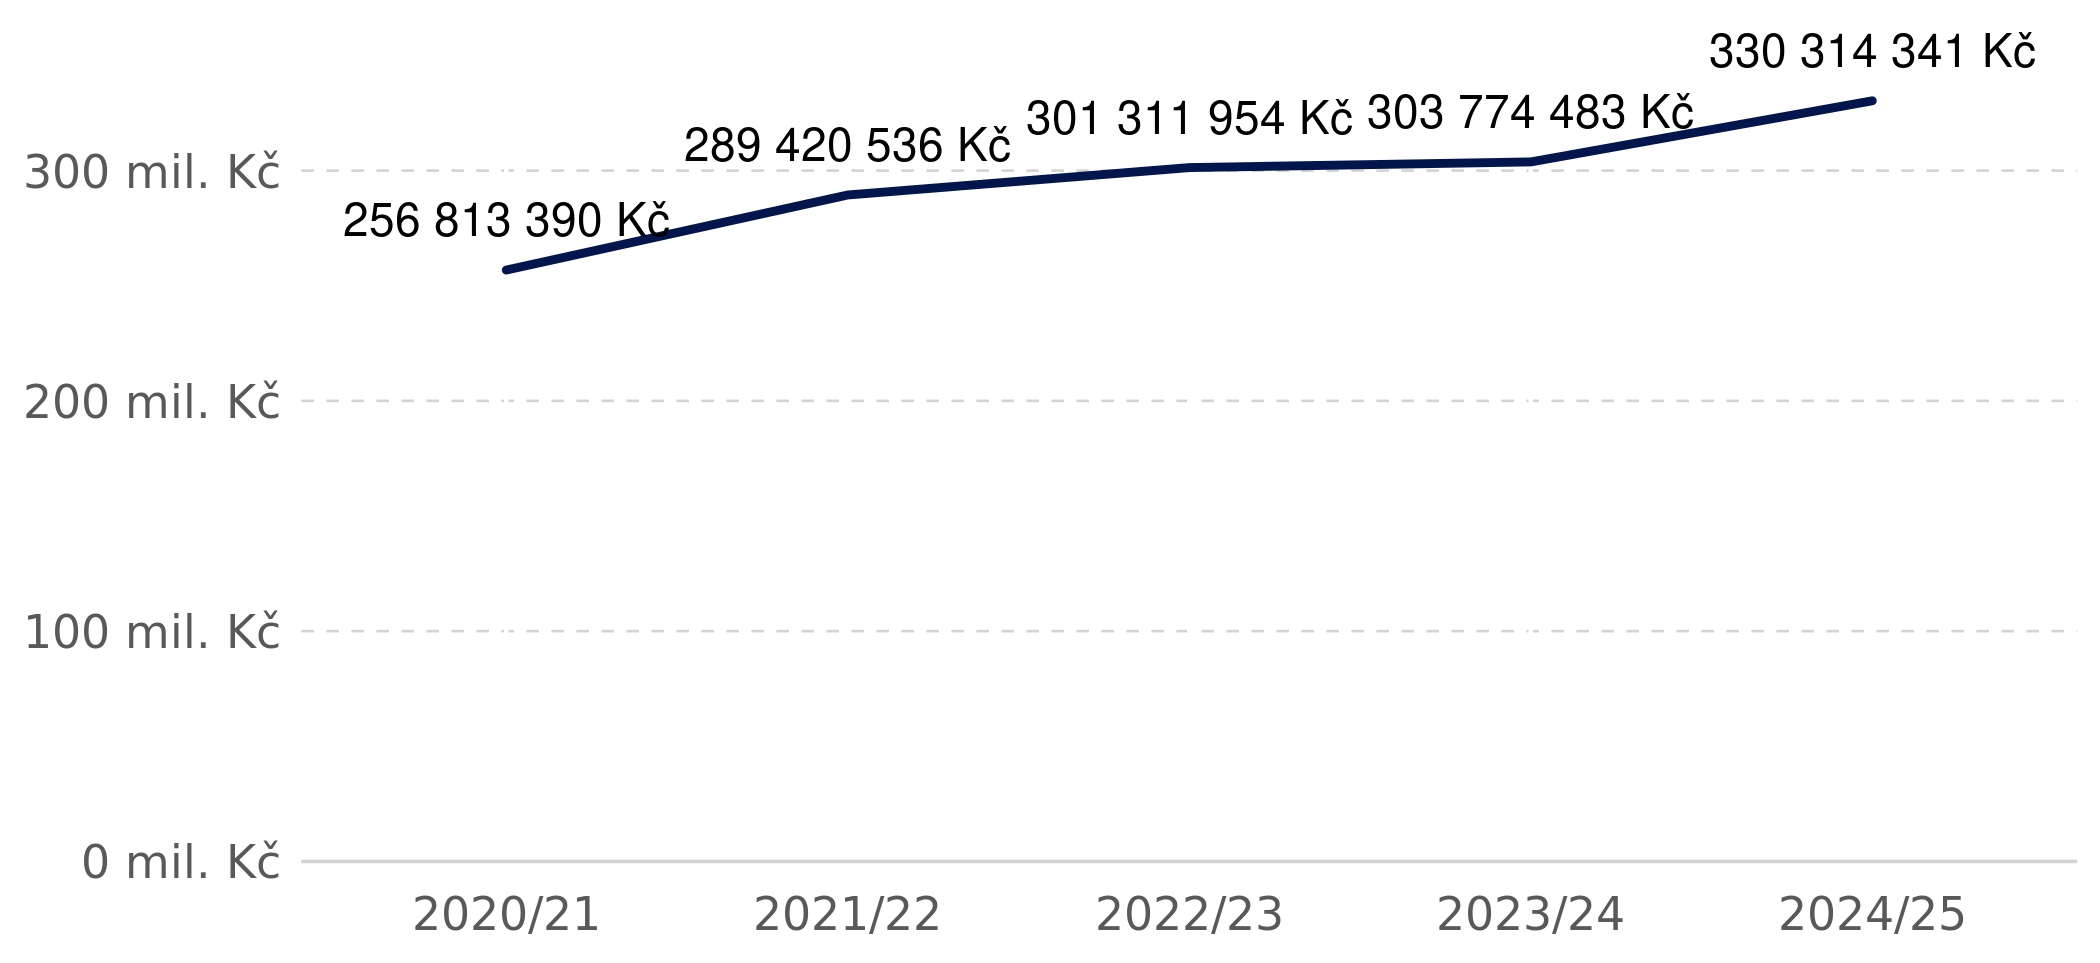 330 314 341 Kč
301 311 954 Kč 303 774 483 Kč
289 420 536 Kč
300 mil. Kč
256 813 390 Kč
200 mil. Kč
100 mil. Kč
0 mil. Kč
2020/21 2021/22 2022/23 2023/24 2024/25